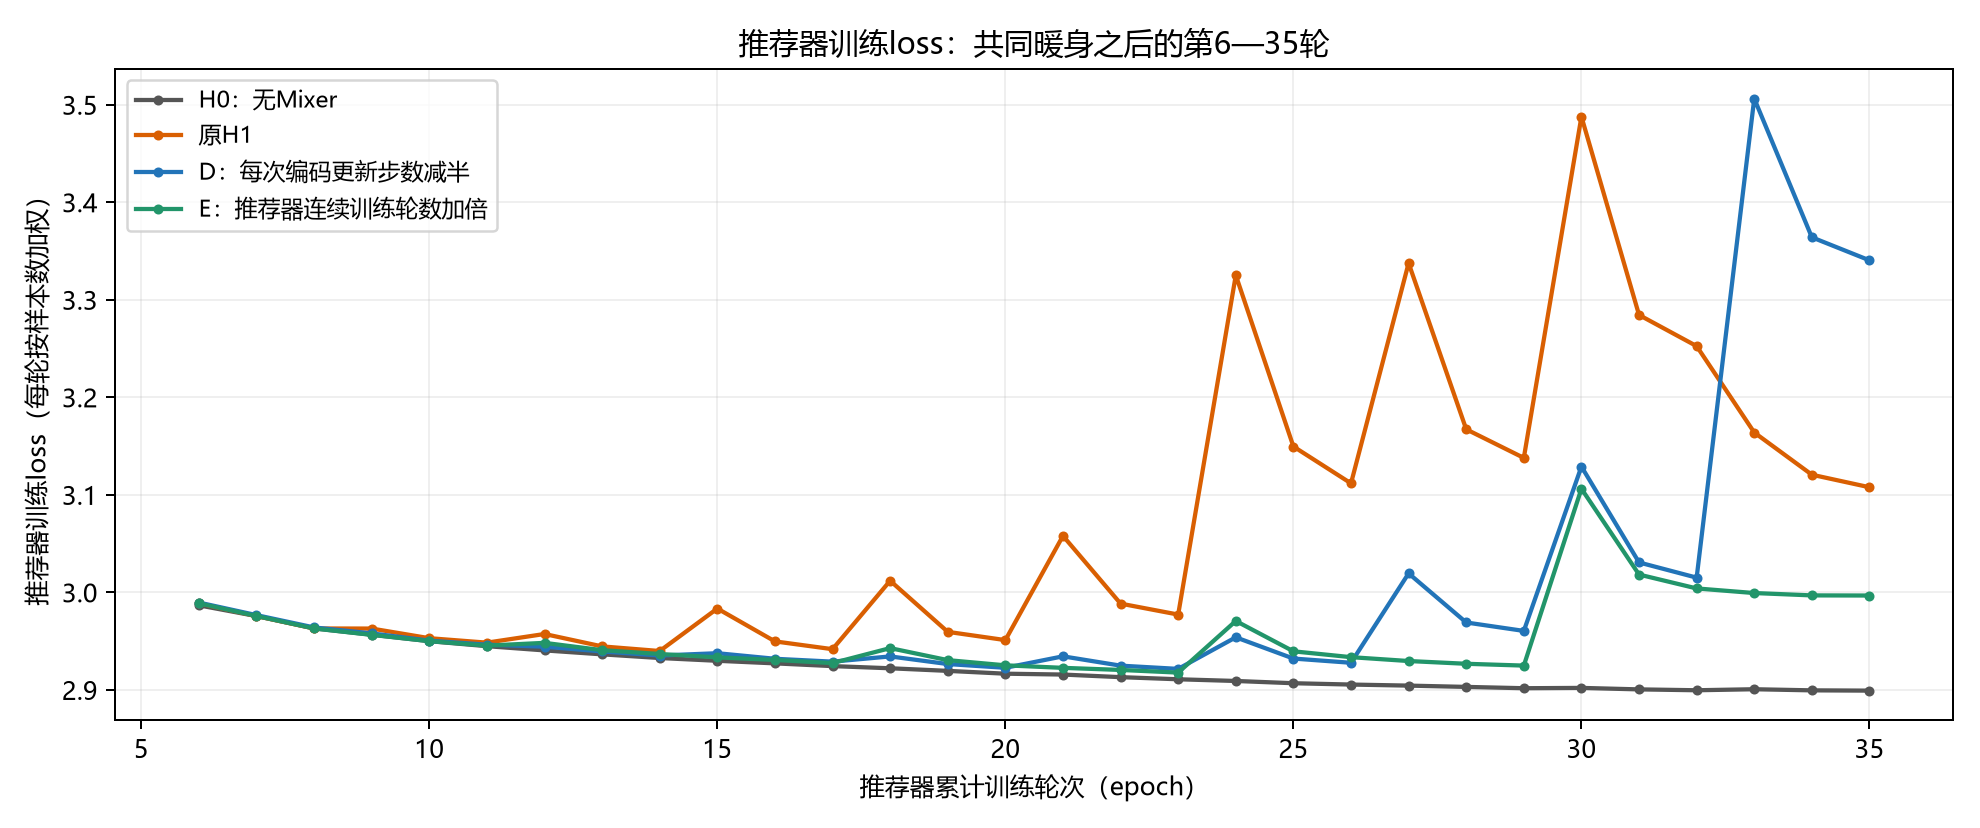 推荐器训练loss：共同暖身之后的第6—35轮
H0：无Mixer
原H1
D：每次编码更新步数减半
E：推荐器连续训练轮数加倍
推荐器训练loss（每轮按样本数加权）
3.5
3.4
3.3
3.2
3.1
3.0
2.9
5
10
15
20
25
30
35
推荐器累计训练轮次（epoch）